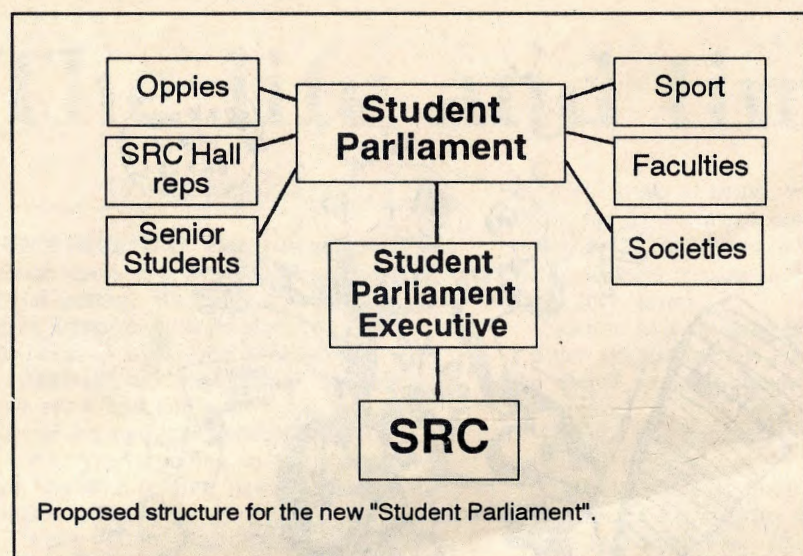 Oppies
SRC Hall
reps
Senior
Students
Student
Parliament
Sport
Faculties
Societies
Student
Parliament
Executive
SRC
Proposed structure for the new "Student Parliament".